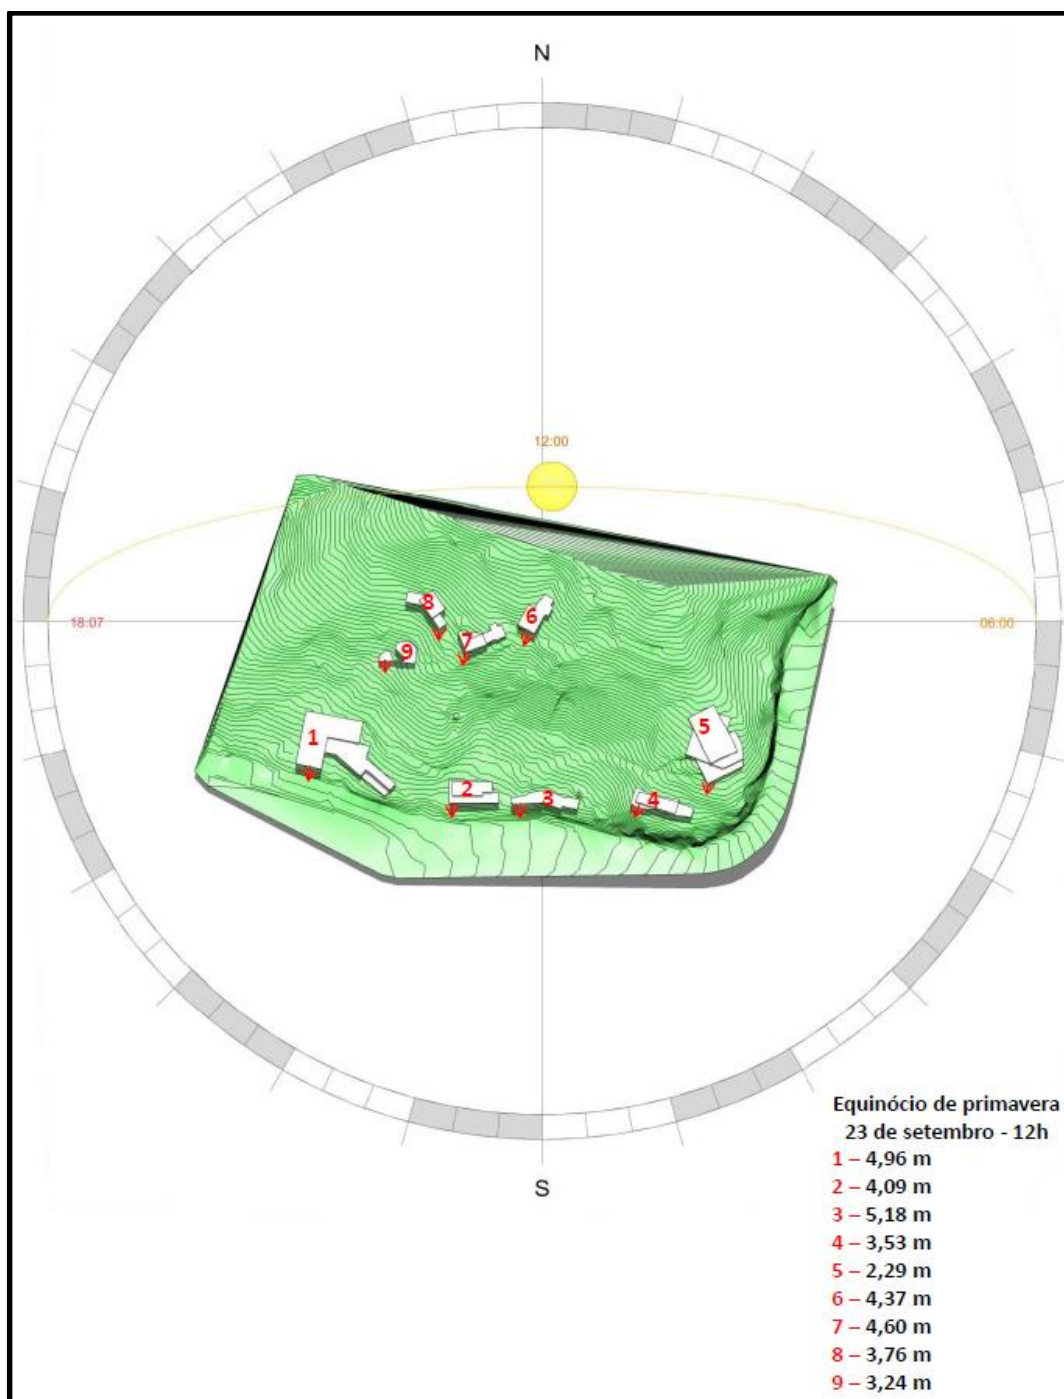 N
12:00
18:07
06:00
8
6
7
9
1
5
2
3
4
S
Equinócio de primavera
23 de setembro - 12h
1 – 4,96 m
2 – 4,09 m
3 – 5,18 m
4 – 3,53 m
5 – 2,29 m
6 – 4,37 m
7 – 4,60 m
8 – 3,76 m
9 – 3,24 m